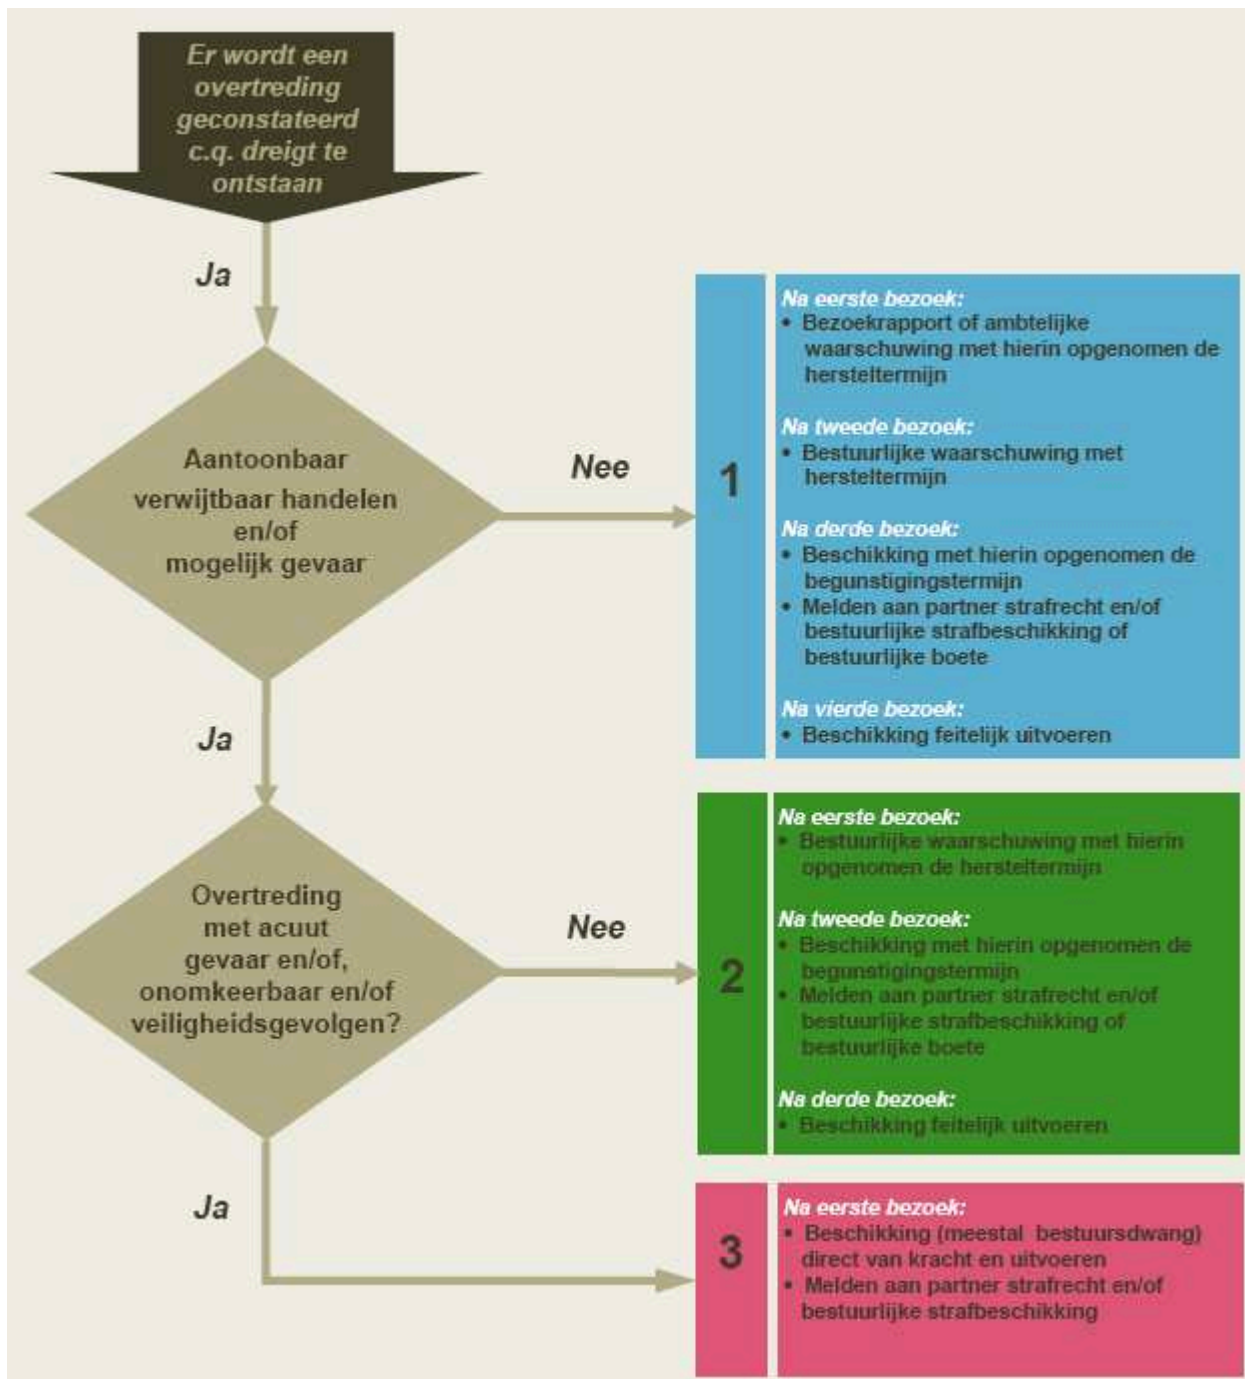 Er wordt een
overtreding
geconstateerd
c.q. dreigt te
ontstaan
Ja
Aantoonbaar
verwijtbaar handelen
en/of
mogelijk gevaar
Nee
1
Na eerste bezoek:
• Bezoekrapport of ambtelijke
waarschuwing met hierin opgenomen de
hersteltermijn
Na tweede bezoek:
• Bestuurlijke waarschuwing met
hersteltermijn
Na derde bezoek:
• Beschikking met hierin opgenomen de
begunstigingstermijn
• Melden aan partner strafrecht en/of
bestuurlijke strafbeschikking of
bestuurlijke boete
Na vierde bezoek:
• Beschikking feitelijk uitvoeren
Ja
Overtreding
met acuut
gevaar en/of,
onomkeerbaar en/of
veiligheidsgevolgen?
Nee
2
Na eerste bezoek:
• Bestuurlijke waarschuwing met hierin
opgenomen de hersteltermijn
Na tweede bezoek:
• Beschikking met hierin opgenomen de
begunstigingstermijn
• Melden aan partner strafrecht en/of
bestuurlijke strafbeschikking of
bestuurlijke boete
Na derde bezoek:
• Beschikking feitelijk uitvoeren
Ja
3
Na eerste bezoek:
• Beschikking (meestal bestuursdwang)
direct van kracht en uitvoeren
• Melden aan partner strafrecht en/of
bestuurlijke strafbeschikking